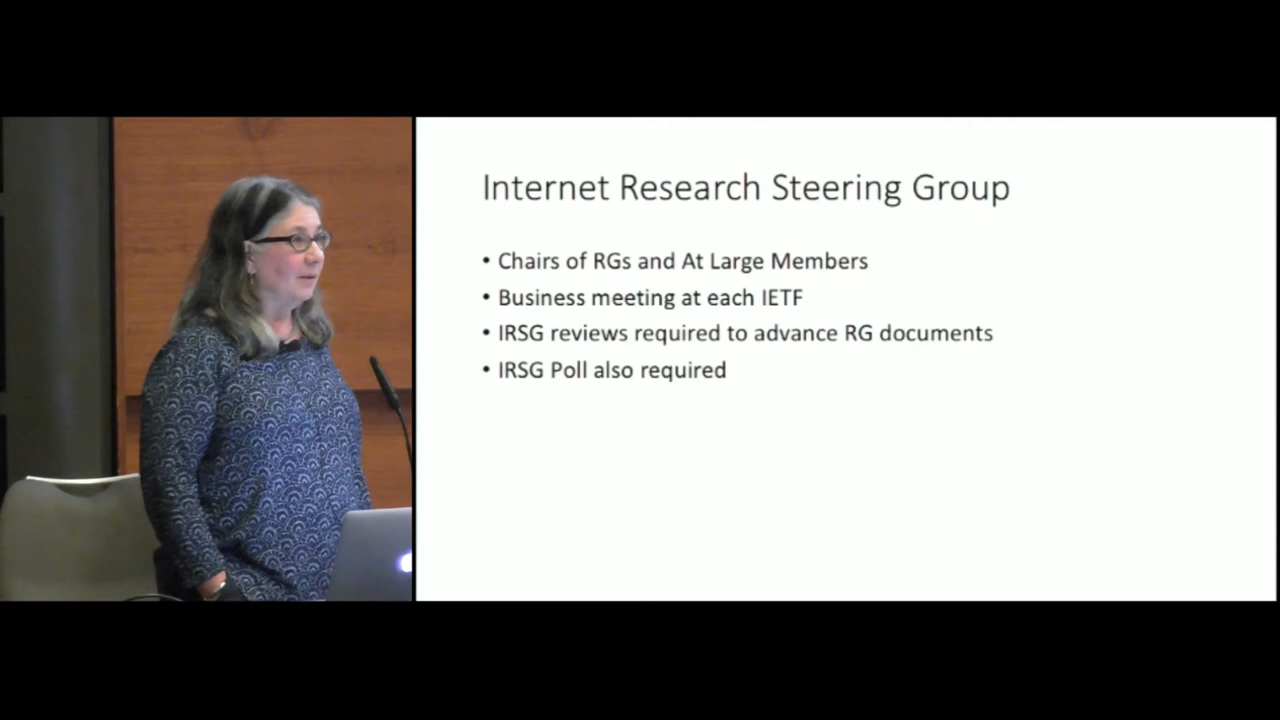 Internet Research Steering Group
• Chairs of RGs and At Large Members
• Business meeting at each IETF
• IRSG reviews required to advance RG documents
• IRSG Poll also required